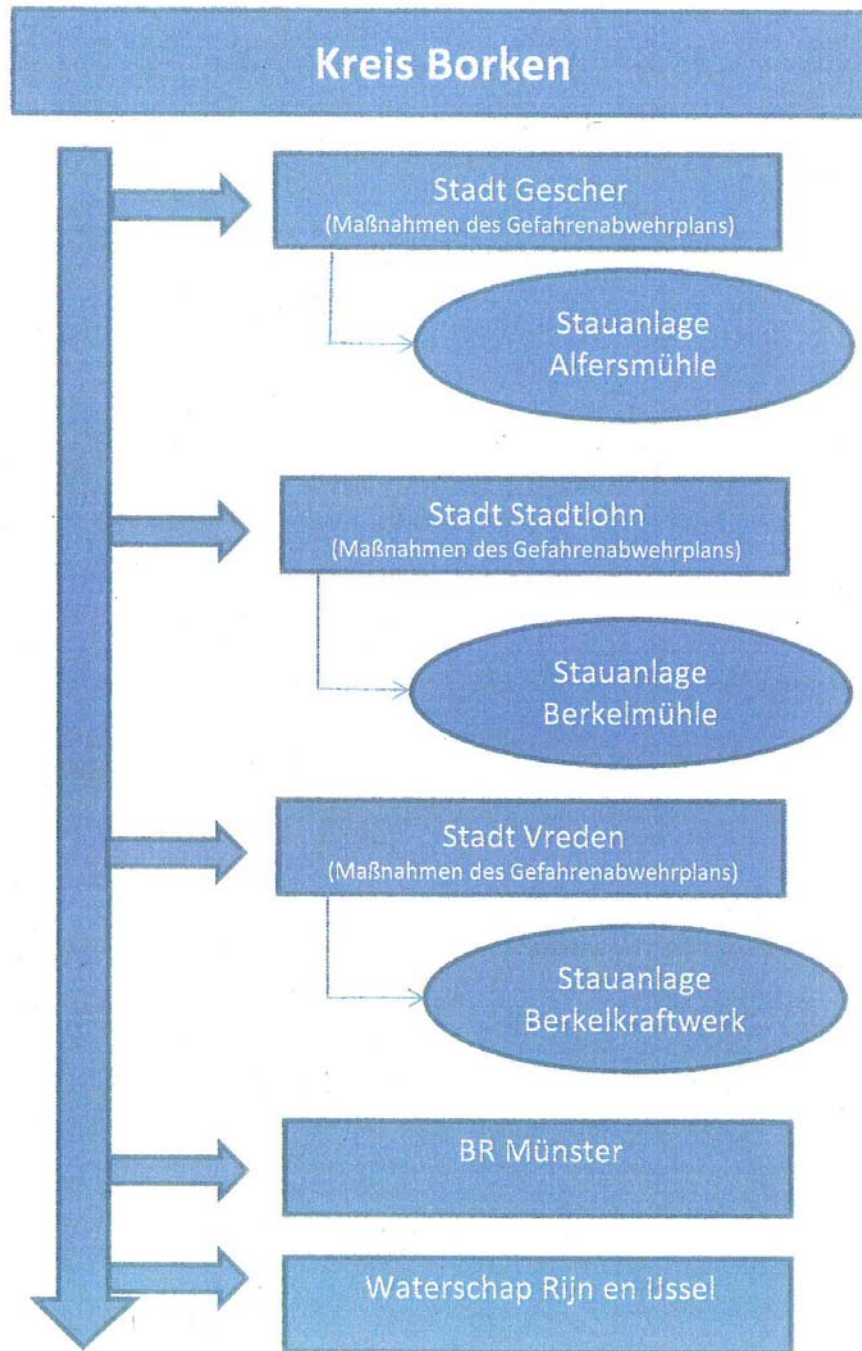 Kreis Borken
Stadt Gescher
(Maßnahmen des Gefahrenabwehrplans)
Stauanlage
Alfersmühle
Stadt Stadtlohn
(Maßnahmen des Gefahrenabwehrplans)
Stauanlage
Berkelmühle
Stadt Vreden
(Maßnahmen des Gefahrenabwehrplans)
Stauanlage
Berkelkraftwerk
BR Münster
Waterschap Rijn en IJssel